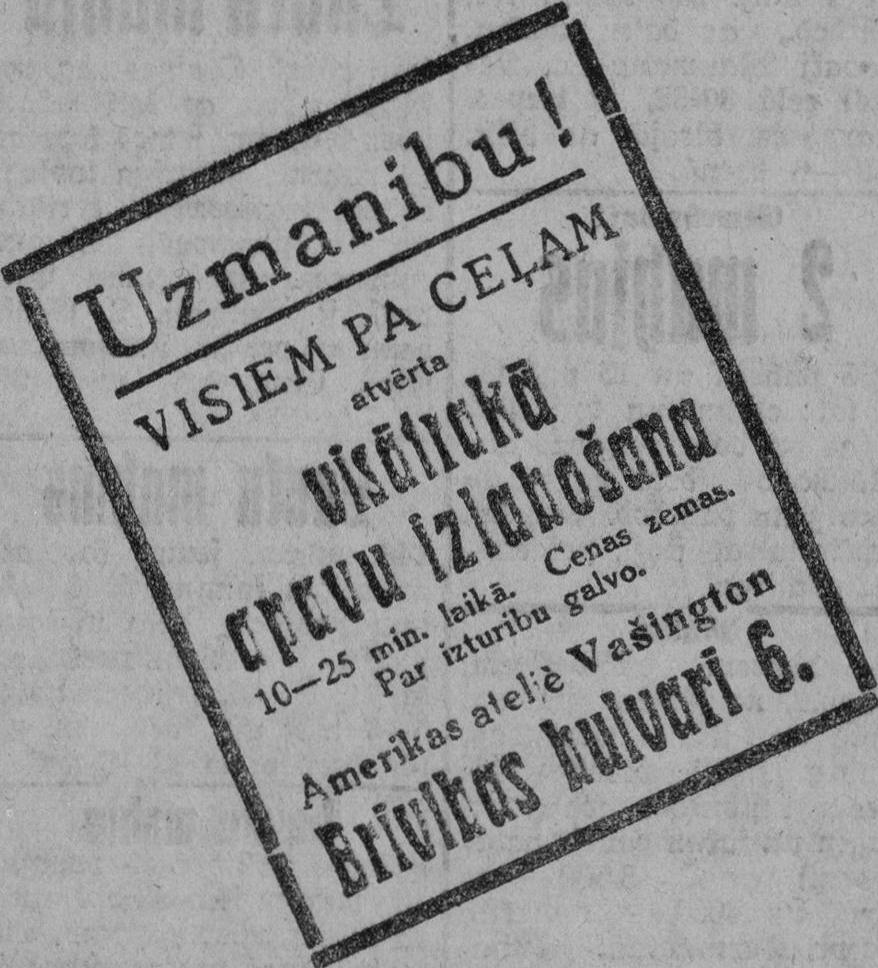 Uzmanibu!
VISIEM PA CEĻAM
atvērta
visātrakā
apavu izlabošana
10—25 min. laikā. Cenas zemas.
Par izturibu galvo.
Amerikas ateljè Vašington
Brivibas bulvari 6.